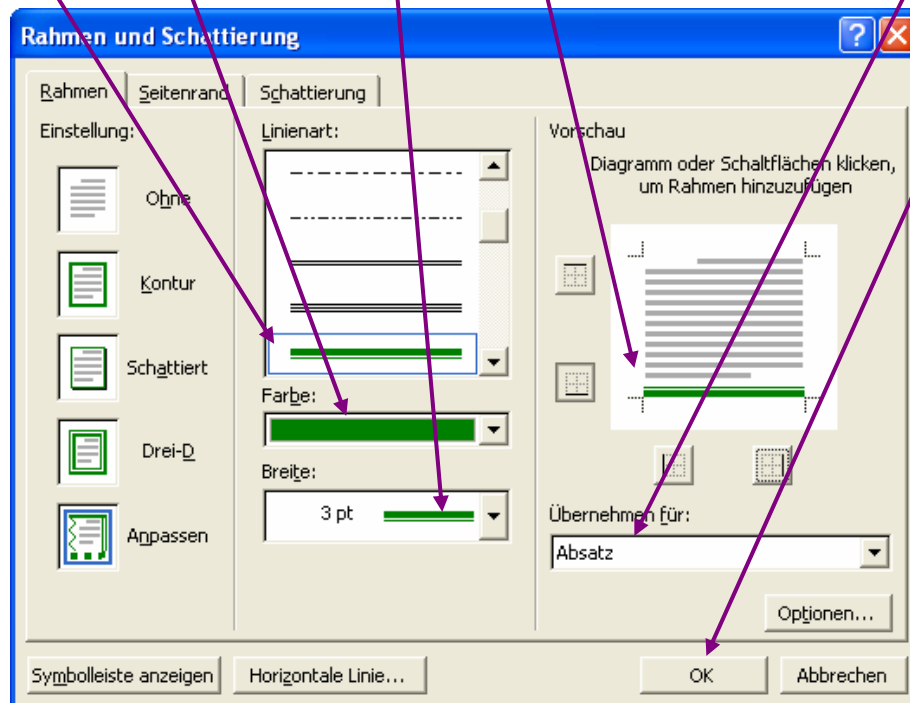 Rahmen und Schattierung
Rahmen Seitenrand Schattierung
Einstellung:
Ohne
Kontur
Schattiert
Drei-D
Anpassen
Linienart:
Farbe:
Breite:
3 pt
Vorschau
Diagramm oder Schaltflächen klicken,
um Rahmen hinzuzufügen
Übernehmen für:
Absatz
Optionen...
Symbolleiste anzeigen Horizontale Linie... OK Abbrechen